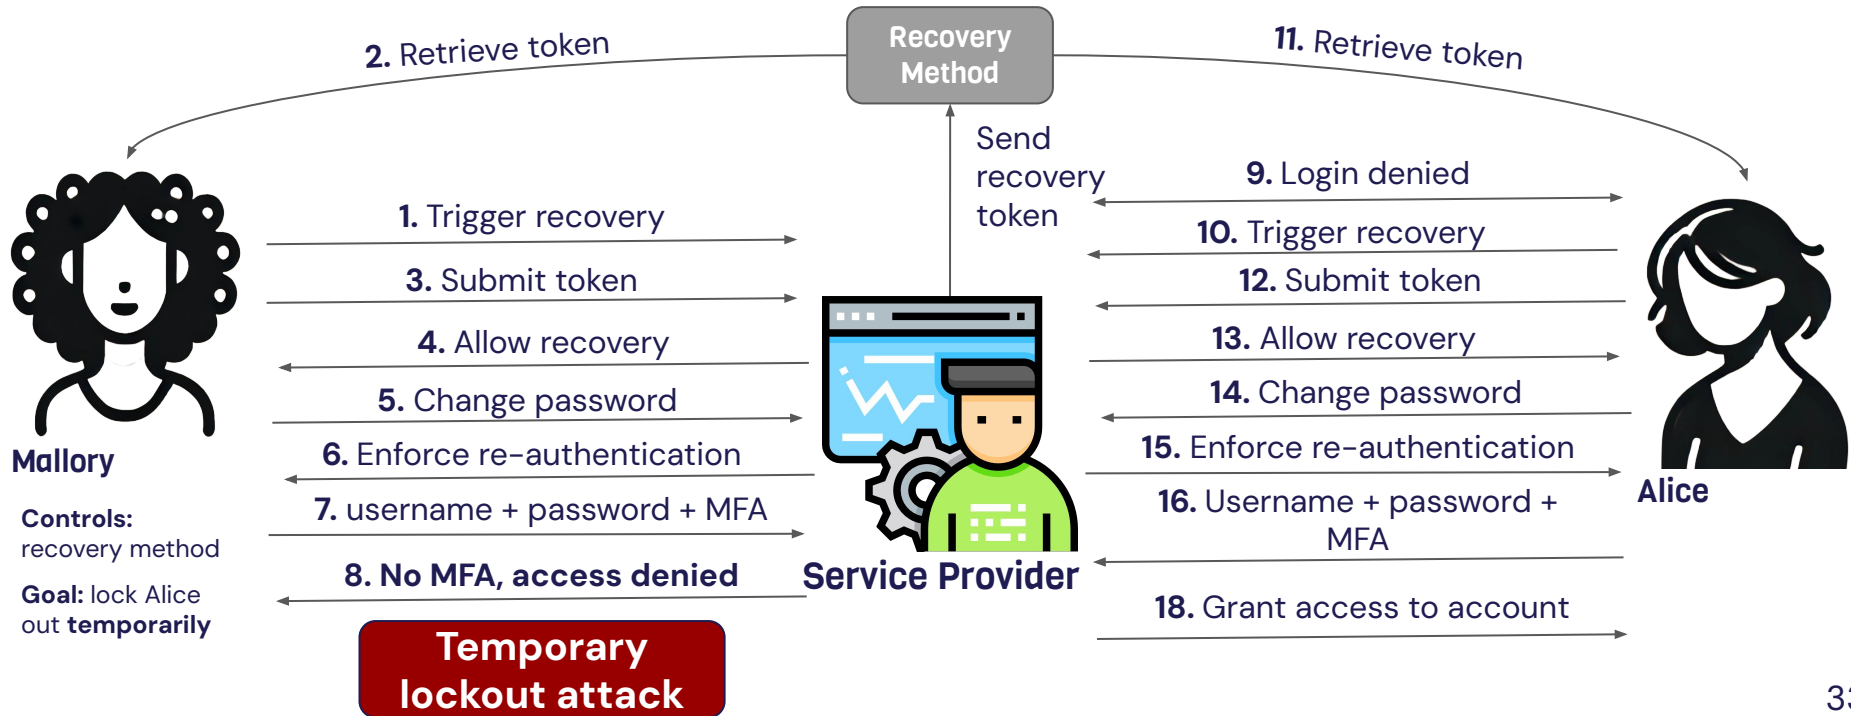 2. Retrieve token
Recovery
Method
11. Retrieve token
Send
recovery
token
1. Trigger recovery
3. Submit token
4. Allow recovery
5. Change password
6. Enforce re-authentication
7. username + password + MFA
8. No MFA, access denied
Mallory
Controls:
recovery method
Goal: lock Alice
out temporarily
Temporary
lockout attack
Service Provider
9. Login denied
10. Trigger recovery
12. Submit token
13. Allow recovery
14. Change password
15. Enforce re-authentication
16. Username + password +
MFA
18. Grant access to account
Alice